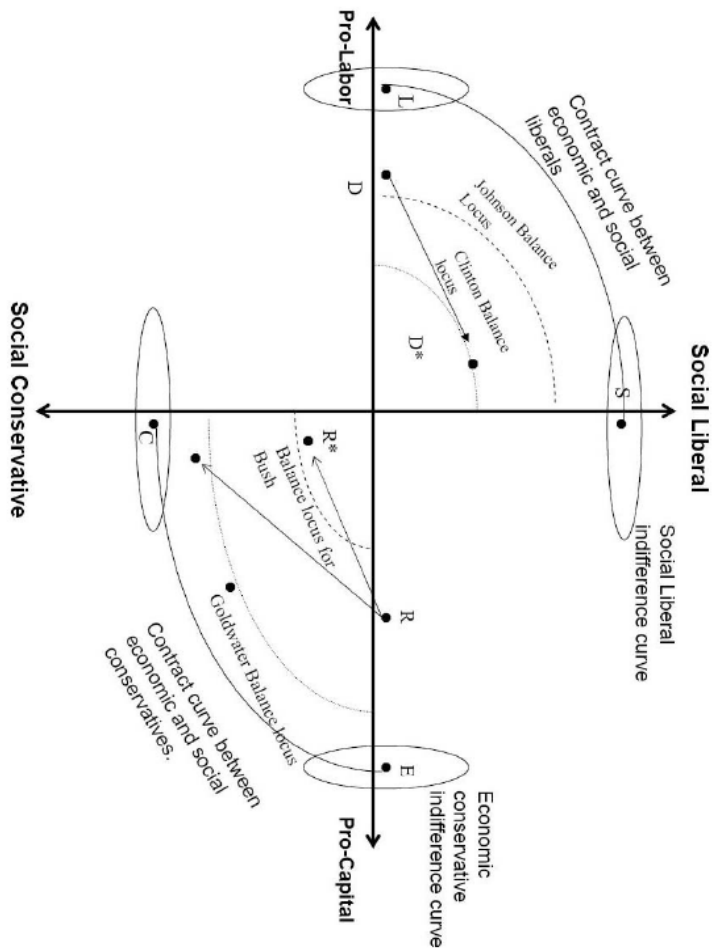 Pro-Labor
L
Contract curve between
economic and social
liberals
D
Johnson Balance
Locus
Clinton Balance
locus
D*
Social Conservative
Social Liberal
S
C
R*
Balance locus for
Bush
Social Liberal
indifference curve
R
Goldwater Balance locus
Contract curve between
economic and social
conservatives.
E
Pro-Capital
Economic
conservative
indifference curve